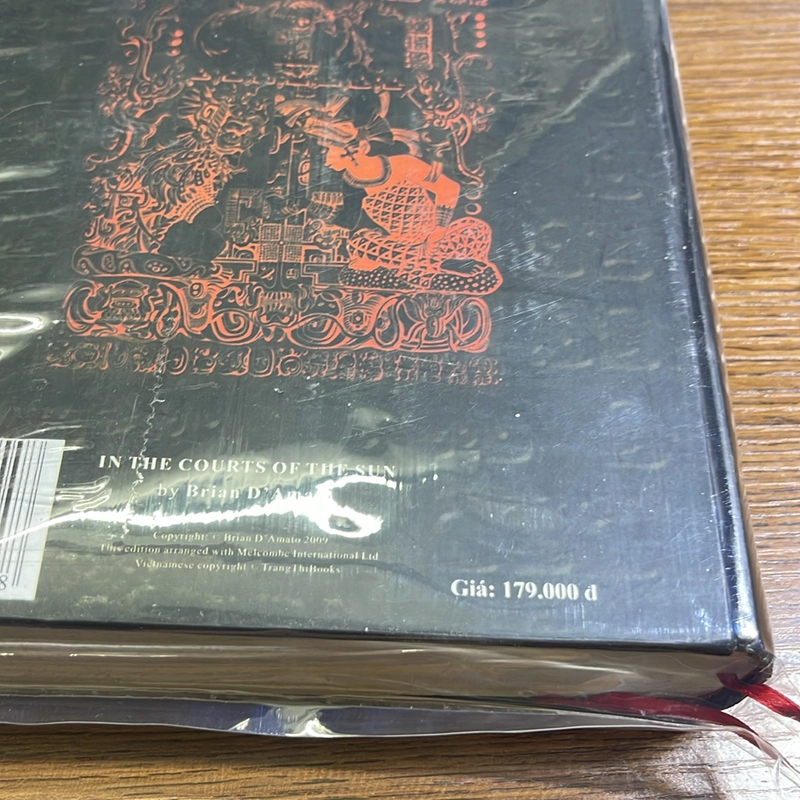 IN THE COURTS OF THE SUN
by Brian D'Amato
Copyright · Brian D'Amato 2009
This edition arranged with Melcombe International Ltd
Vietnamese copyright · TrangThiBooks
Giá: 179.000 đ
8